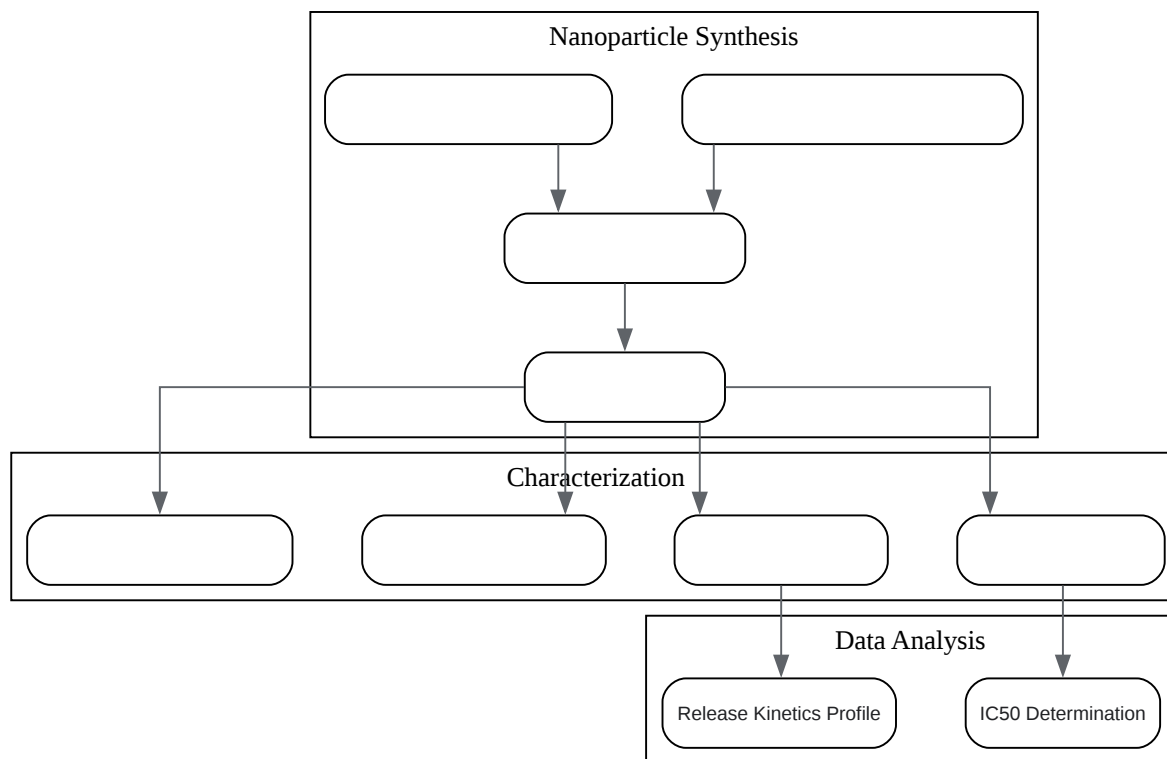 Nanoparticle Synthesis
Characterization
Data Analysis
Release Kinetics Profile
IC50 Determination